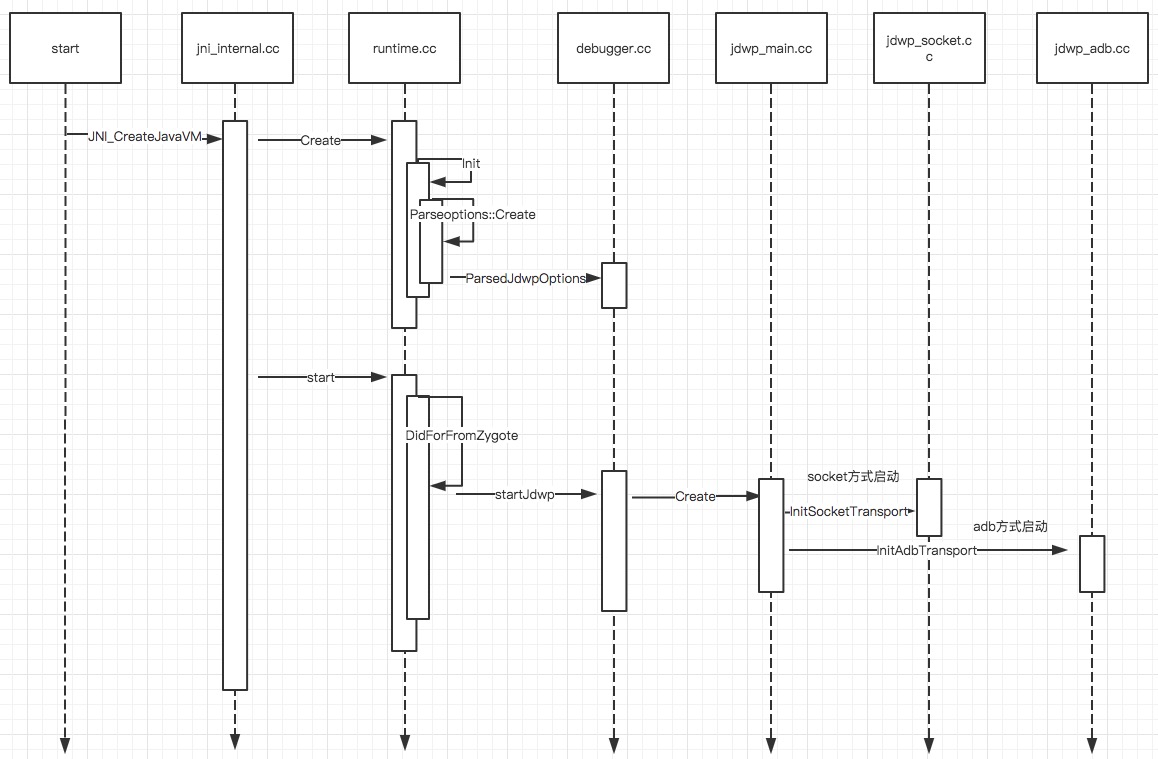 start
jni_internal.cc
runtime.cc
debugger.cc
jdwp_main.cc
jdwp_socket.c
c
jdwp_adb.cc
JNI_CreateJavaVM
Create
Init
Parseoptions::Create
ParsedJdwpOptions
start
DidForFromZygote
startJdwp
Create
socket方式启动
InitSocketTransport
adb方式启动
InitAdbTransport